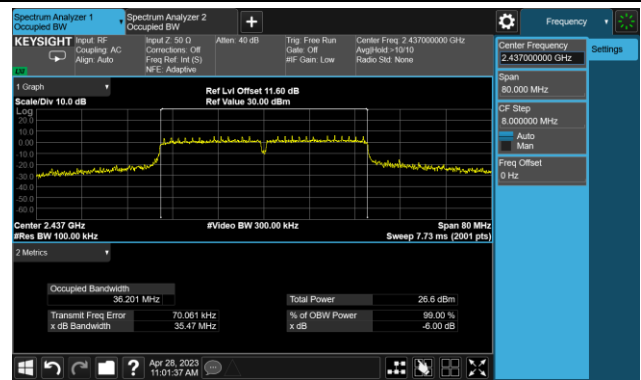 Spectrum Analyzer 1
Occupied BW
Spectrum Analyzer 2
Occupied BW
+
Frequency
KEYSIGHT
Input: RF
Coupling: AC
Align: Auto
Input Z: 50 Ω
Corrections: Off
Freq Ref: Int (S)
NFE: Adaptive
Atten: 40 dB
Trig: Free Run
Gate: Off
#IF Gain: Low
Center Freq: 2.437000000 GHz
Avg|Hold:>10/10
Radio Std: None
LW
Center Frequency
2.437000000 GHz
Settings
Span
80.000 MHz
CF Step
8.000000 MHz
Auto
Man
Freq Offset
0 Hz
1 Graph
Scale/Div 10.0 dB
Ref Lvl Offset 11.60 dB
Ref Value 30.00 dBm
Log
20.0
10.0
0.00
-10.0
-20.0
-30.0
-40.0
-50.0
-60.0
Center 2.437 GHz
#Res BW 100.00 kHz
#Video BW 300.00 kHz
Span 80 MHz
Sweep 7.73 ms (2001 pts)
2 Metrics
Occupied Bandwidth
36.201 MHz
Total Power 26.6 dBm
Transmit Freq Error 70.061 kHz
% of OBW Power 99.00 %
x dB Bandwidth 35.47 MHz
x dB -6.00 dB
?
Apr 28, 2023
11:01:37 AM